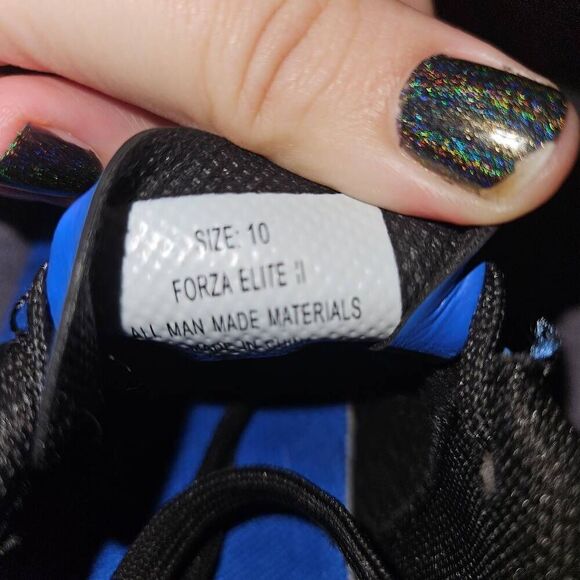 SIZE: 10
FORZA ELITE II
ALL MAN MADE MATERIALS